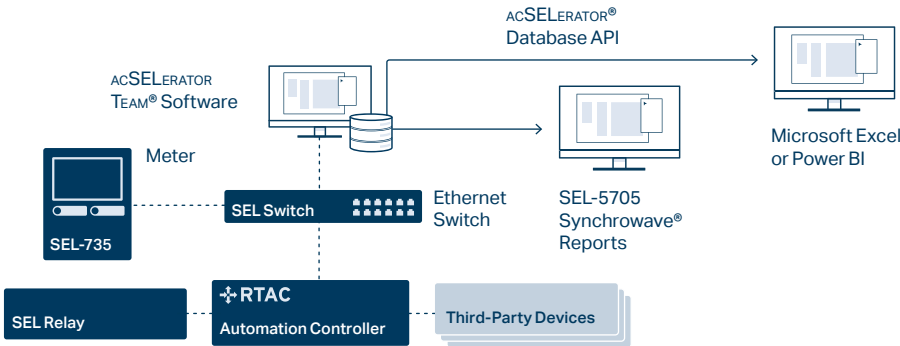 ACSELERATOR®
Database API
ACSELERATOR
TEAM® Software
Microsoft Excel
or Power BI
Meter
SEL-735
SEL Switch
Ethernet
Switch
SEL-5705
Synchrowave®
Reports
SEL Relay
RTAC
Automation Controller
Third-Party Devices